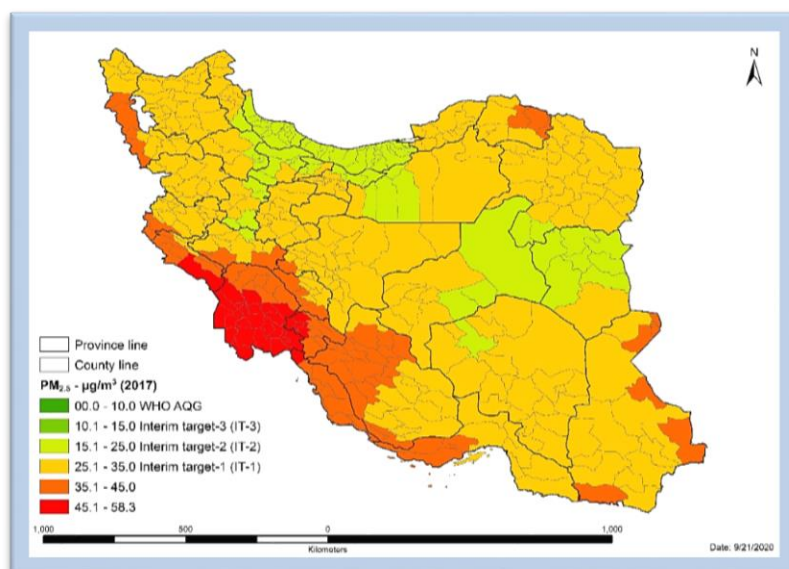 N
Province line
County line
PM2.5 - µg/m³ (2017)
00.0 - 10.0 WHO AQG
10.1 - 15.0 Interim target-3 (IT-3)
15.1 - 25.0 Interim target-2 (IT-2)
25.1 - 35.0 Interim target-1 (IT-1)
35.1 - 45.0
45.1 - 58.3
1,000 500 0 1,000
Kilometers
Date: 9/21/2020